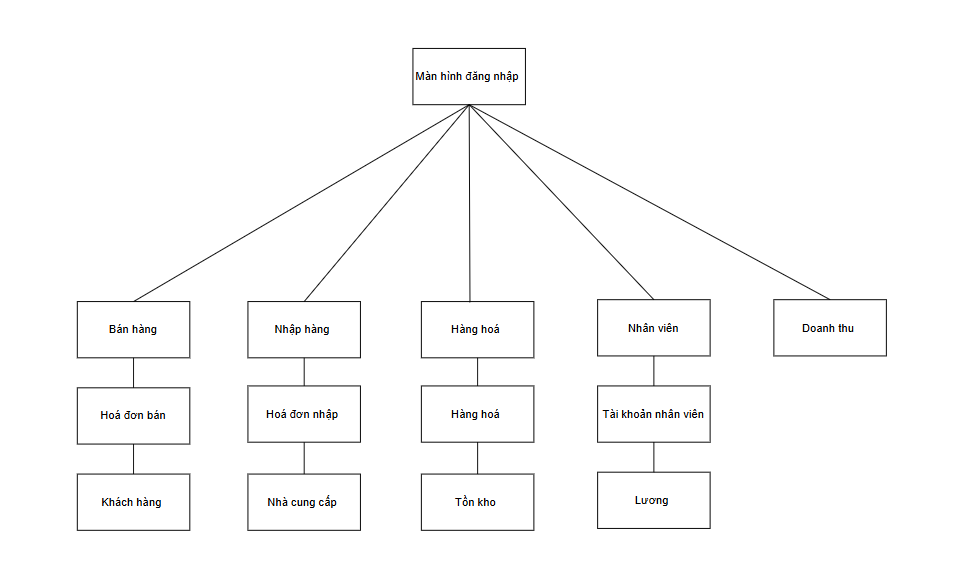 Màn hình đăng nhập
Bán hàng
Nhập hàng
Hàng hoá
Nhân viên
Doanh thu
Hoá đơn bán
Hoá đơn nhập
Hàng hoá
Tài khoản nhân viên
Khách hàng
Nhà cung cấp
Tồn kho
Lương